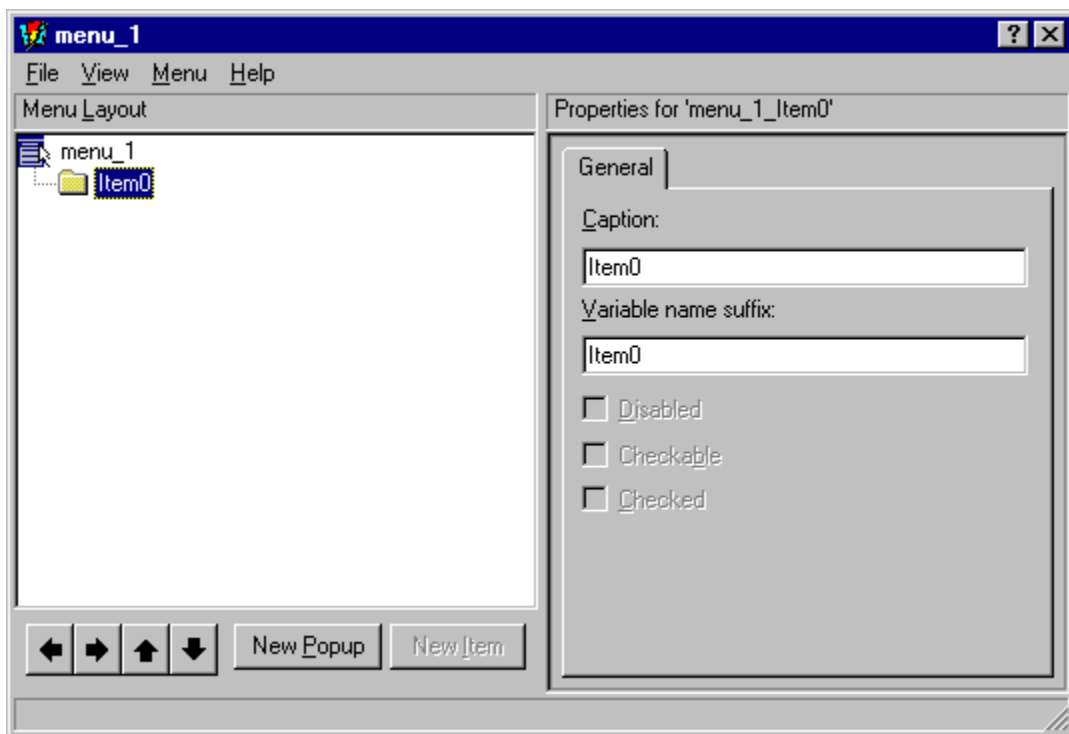 menu_1
File View Menu Help
Menu Layout
Properties for 'menu_1_Item0'
menu_1
Item0
General
Caption:
Item0
Variable name suffix:
Item0
Disabled
Checkable
Checked
New Popup
New Item